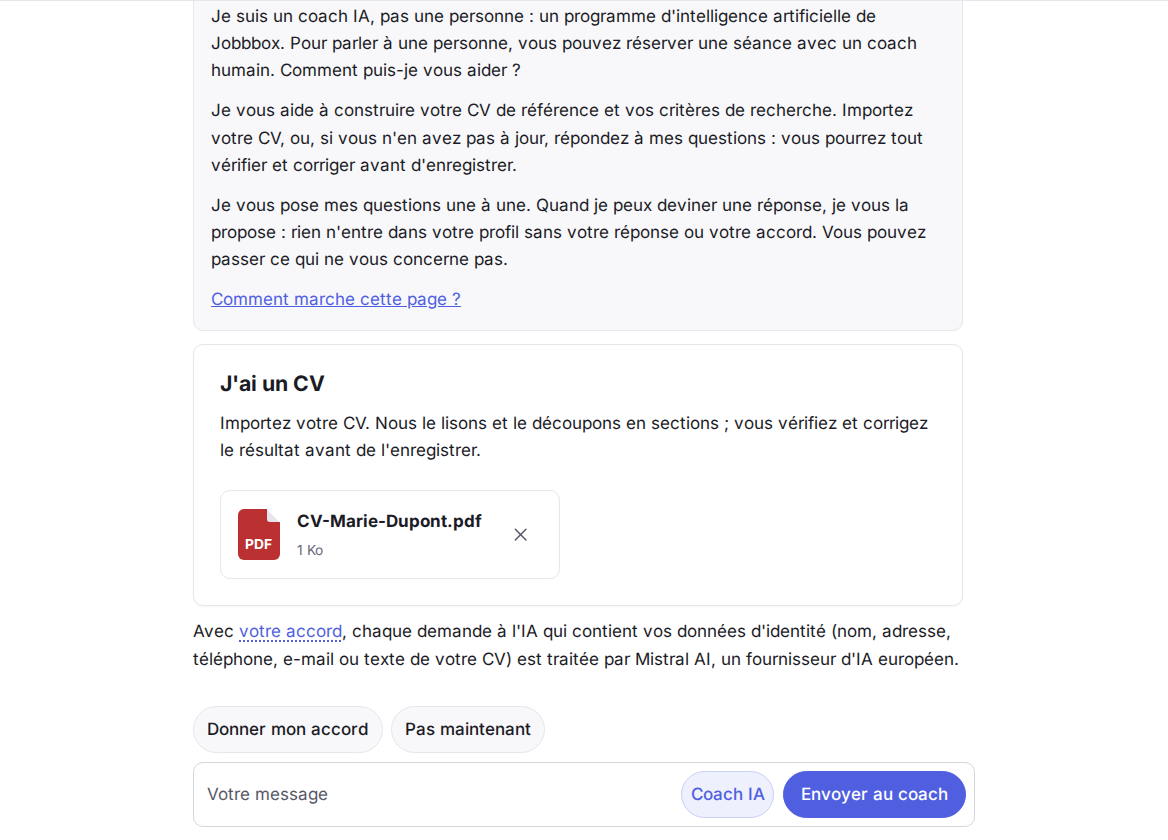 Je suis un coach IA, pas une personne : un programme d'intelligence artificielle de
Jobbbox. Pour parler à une personne, vous pouvez réserver une séance avec un coach
humain. Comment puis-je vous aider ?
Je vous aide à construire votre CV de référence et vos critères de recherche. Importez
votre CV, ou, si vous n'en avez pas à jour, répondez à mes questions : vous pourrez tout
vérifier et corriger avant d'enregistrer.
Je vous pose mes questions une à une. Quand je peux deviner une réponse, je vous la
propose : rien n'entre dans votre profil sans votre réponse ou votre accord. Vous pouvez
passer ce qui ne vous concerne pas.
Comment marche cette page ?
J'ai un CV
Importez votre CV. Nous le lisons et le découpons en sections ; vous vérifiez et corrigez
le résultat avant de l'enregistrer.
PDF
CV-Marie-Dupont.pdf
1 Ko
Avec votre accord, chaque demande à l'IA qui contient vos données d'identité (nom, adresse,
téléphone, e-mail ou texte de votre CV) est traitée par Mistral AI, un fournisseur d'IA européen.
Donner mon accord
Pas maintenant
Votre message
Coach IA
Envoyer au coach